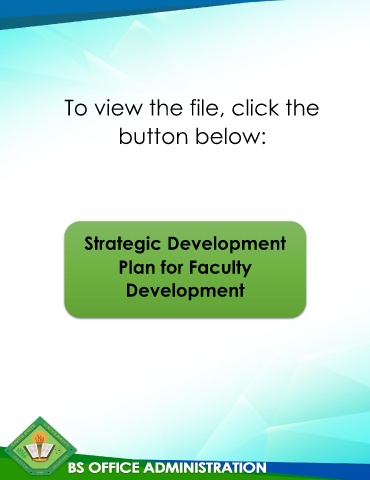 To view the file, click the
button below:
Strategic Development
Plan for Faculty
Development
BS OFFICE ADMINISTRATION